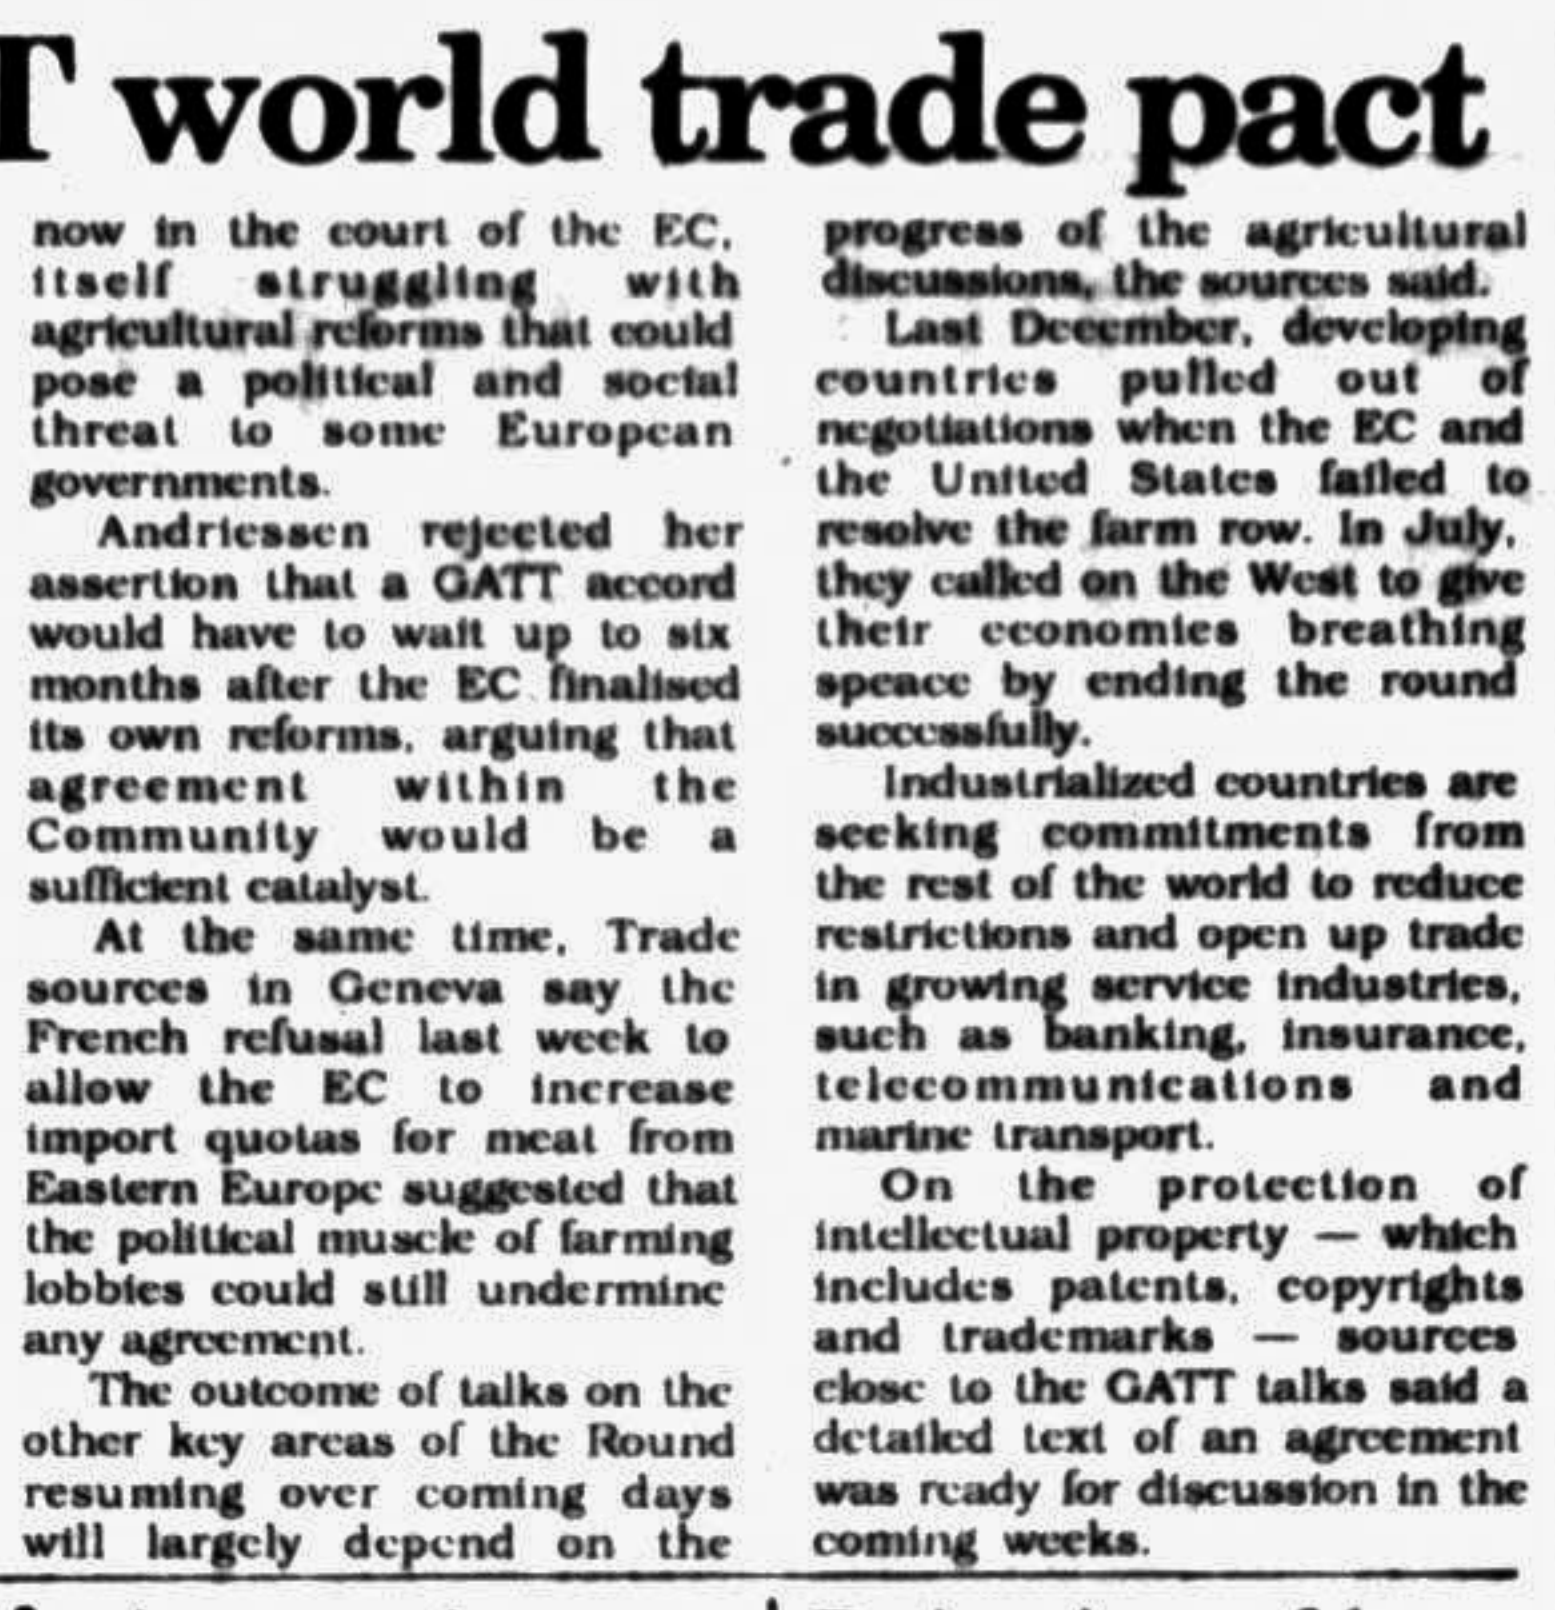 T world trade pact
now in the court of the EC,
itself struggling with
agricultural reforms that could
pose a political and social
threat to some European
governments.
Andriessen rejected her
assertion that a GATT accord
would have to wait up to six
months after the EC finalised
its own reforms, arguing that
agreement within the
Community would be a
sufficient catalyst.
At the same time, Trade
sources in Geneva say the
French refusal last week to
allow the EC to increase
import quotas for meat from
Eastern Europe suggested that
the political muscle of farming
lobbies could still undermine
any agreement.
The outcome of talks on the
other key areas of the Round
resuming over coming days
will largely depend on the
progress of the agricultural
discussions, the sources said.
Last December, developing
countries pulled out of
negotiations when the EC and
the United States failed to
resolve the farm row. In July,
they called on the West to give
their economies breathing
speace by ending the round
successfully.
Industrialized countries are
seeking commitments from
the rest of the world to reduce
restrictions and open up trade
in growing service industries,
such as banking, insurance,
telecommunications and
marine transport.
On the protection of
intellectual property — which
includes patents, copyrights
and trademarks — sources
close to the GATT talks said a
detailed text of an agreement
was ready for discussion in the
coming weeks.